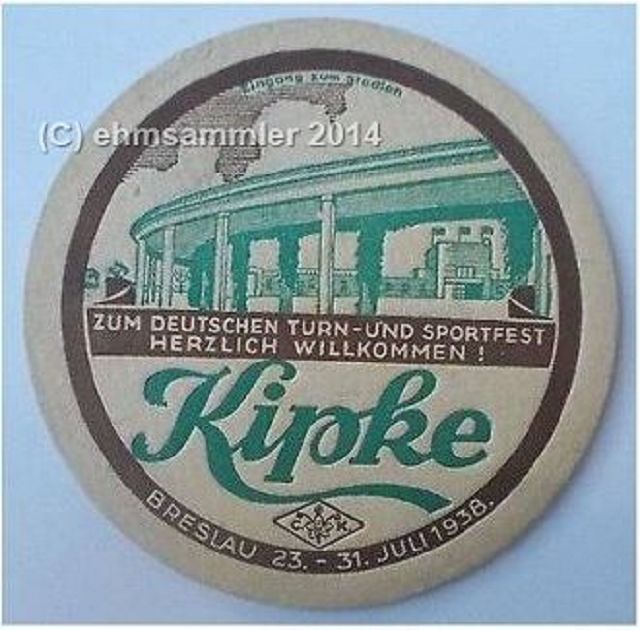 Eingang zum Stadion
(C) ehmsammler 2014
ZUM DEUTSCHEN TURN-UND SPORTFEST
HERZLICH WILLKOMMEN !
Kipke
C. K.
BRESLAU 23. - 31. JULI 1938.